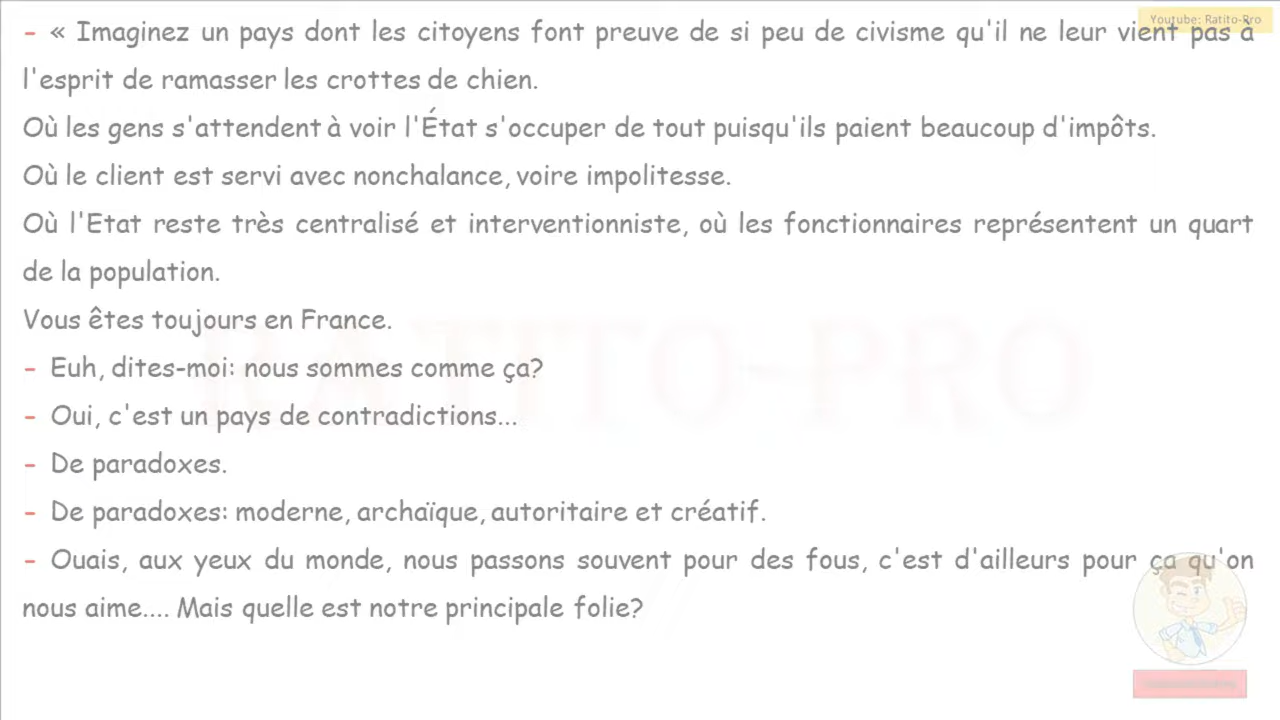 Youtube: Ratito-Pro
- « Imaginez un pays dont les citoyens font preuve de si peu de civisme qu'il ne leur vient pas à
l'esprit de ramasser les crottes de chien.
Où les gens s'attendent à voir l'État s'occuper de tout puisqu'ils paient beaucoup d'impôts.
Où le client est servi avec nonchalance, voire impolitesse.
Où l'Etat reste très centralisé et interventionniste, où les fonctionnaires représentent un quart
de la population.
Vous êtes toujours en France.
- Euh, dites-moi: nous sommes comme ça?
- Oui, c'est un pays de contradictions...
- De paradoxes.
- De paradoxes: moderne, archaïque, autoritaire et créatif.
- Ouais, aux yeux du monde, nous passons souvent pour des fous, c'est d'ailleurs pour ça qu'on
nous aime.... Mais quelle est notre principale folie?
RATITO-PRO